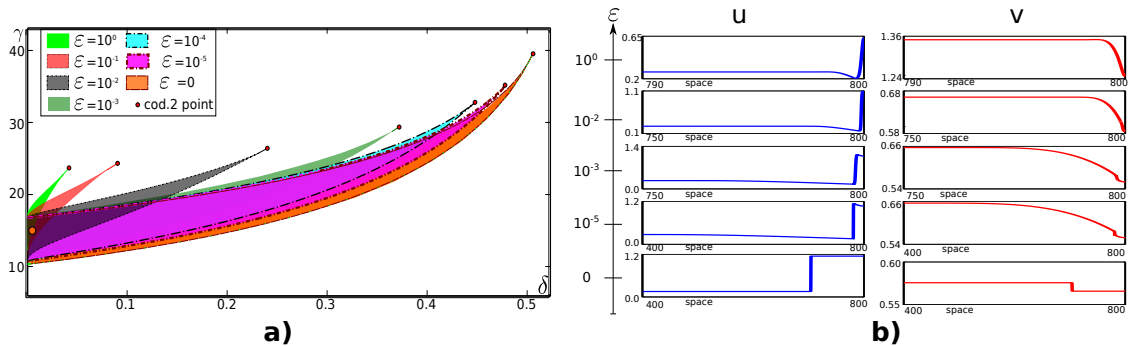 γ
40
30
20
10
ε=10⁰
ε=10⁻¹
ε=10⁻²
ε=10⁻³
ε=10⁻⁴
ε=10⁻⁵
ε=0
cod.2 point
0.1
0.2
0.3
0.4
0.5
δ
a)
ε
u
v
10⁰
0.65
0.2
790
space
800
1.36
1.24
790
space
800
10⁻²
1.1
0.1
750
space
800
0.68
0.58
750
space
800
10⁻³
1.4
0.0
750
space
800
0.66
0.54
750
space
800
10⁻⁵
1.2
0.0
400
space
800
0.66
0.54
400
space
800
0
1.2
0.0
400
space
800
0.60
0.55
400
space
800
b)